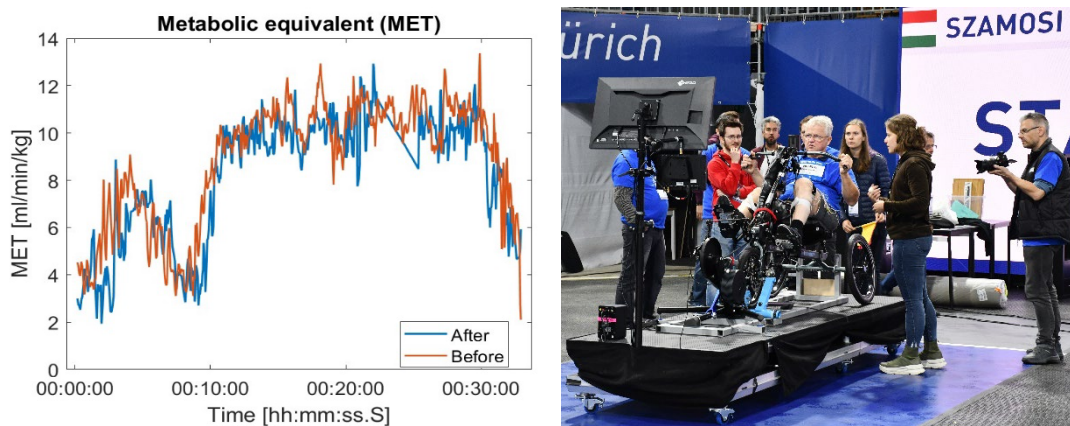 Metabolic equivalent (MET)
MET [ml/min/kg]
14
12
10
8
6
4
2
0
After
Before
00:00:00
00:10:00
00:20:00
00:30:00
Time [hh:mm:ss.S]
ürich
SZAMOSI
STA